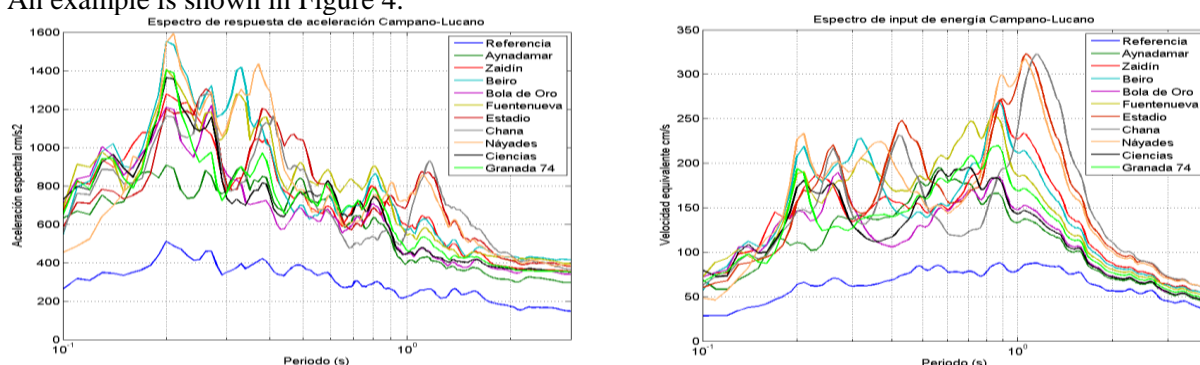 An example is shown in Figure 4.
Espectro de respuesta de aceleración Campano-Lucano
Aceleración espectral cm/s2
1600
1400
1200
1000
800
600
400
200
0
10-1
100
Periodo (s)
Referencia
Aynadamar
Zaidín
Beiro
Bola de Oro
Fuentenueva
Estadio
Chana
Náyades
Ciencias
Granada 74
Espectro de input de energía Campano-Lucano
Velocidad equivalente cm/s
350
300
250
200
150
100
50
0
10-1
100
Periodo (s)
Referencia
Aynadamar
Zaidín
Beiro
Bola de Oro
Fuentenueva
Estadio
Chana
Náyades
Ciencias
Granada 74